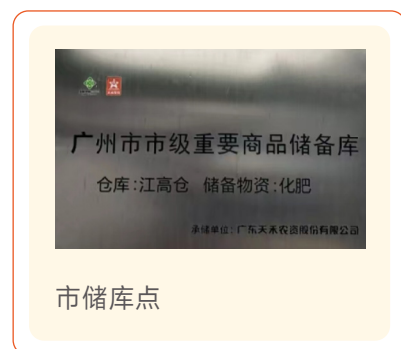 广州市市级重要商品储备库
仓库:江高仓 储备物资:化肥
承储单位:广东天禾农资股份有限公司
市储库点